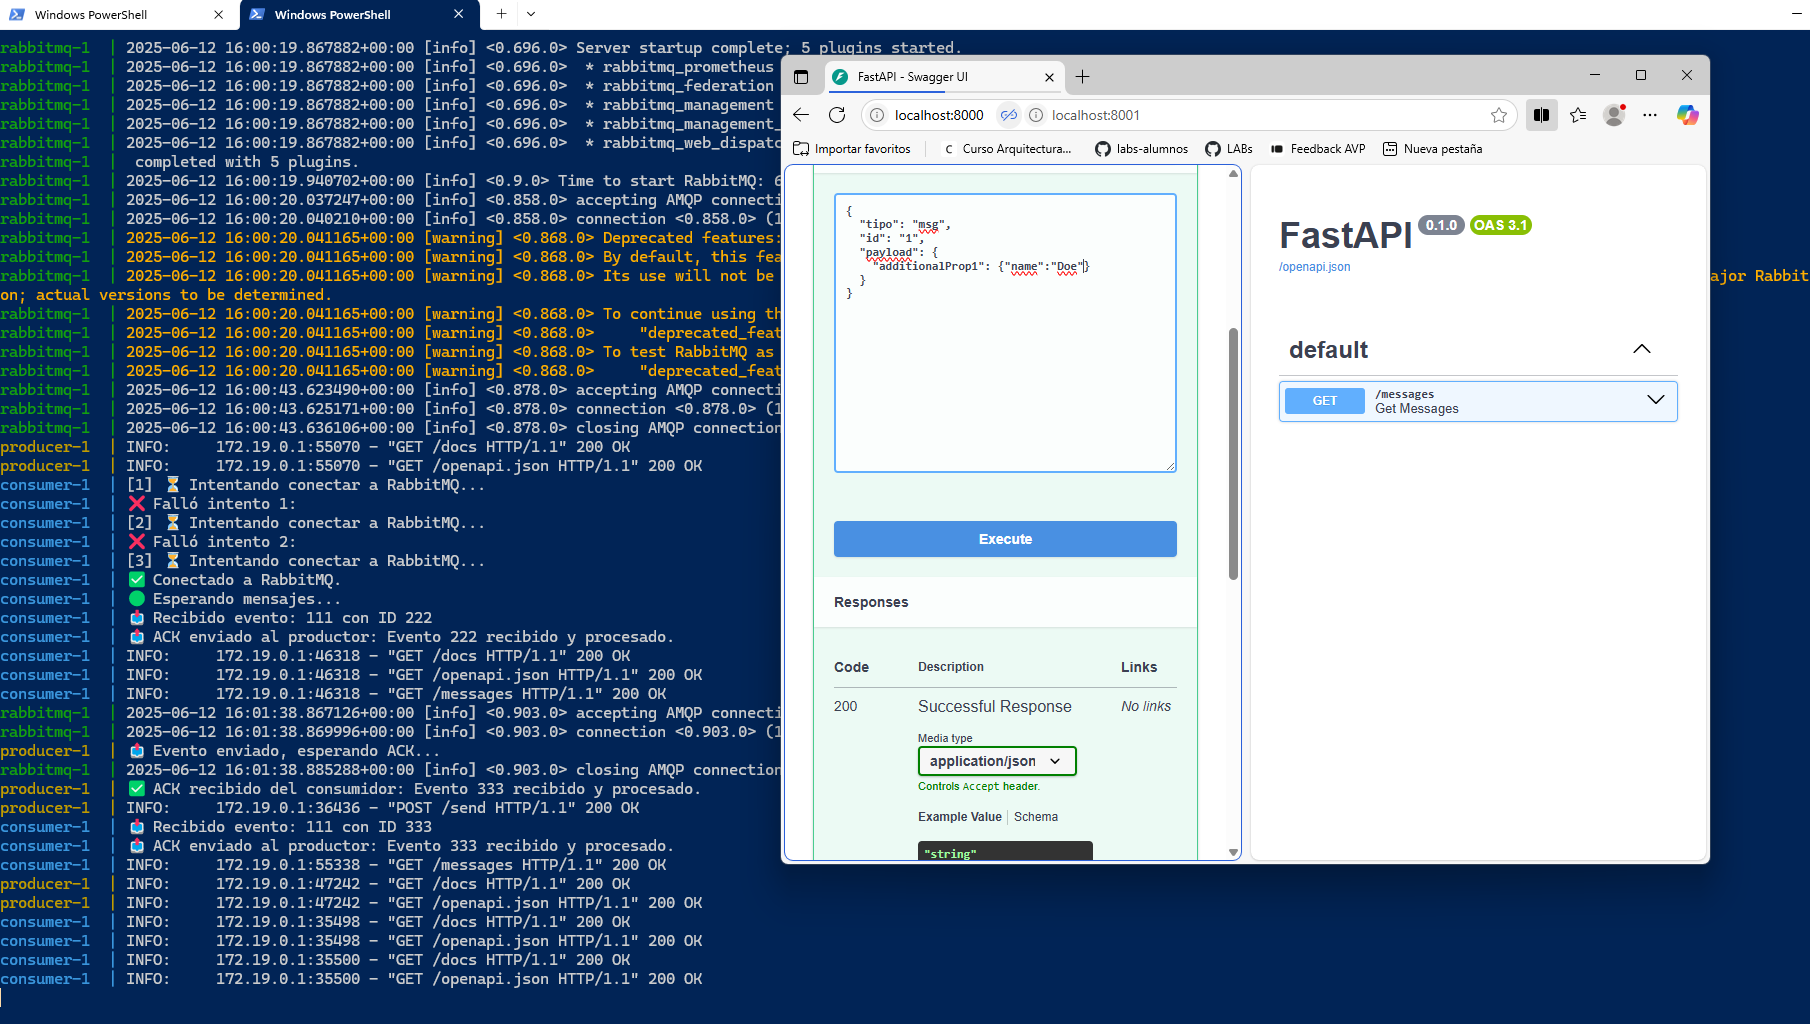 Windows PowerShell
Windows PowerShell
rabbitmq-1 | 2025-06-12 16:00:19.867882+00:00 [info] <0.696.0> Server startup complete; 5 plugins started.
rabbitmq-1 | 2025-06-12 16:00:19.867882+00:00 [info] <0.696.0> * rabbitmq_prometheus
rabbitmq-1 | 2025-06-12 16:00:19.867882+00:00 [info] <0.696.0> * rabbitmq_federation
rabbitmq-1 | 2025-06-12 16:00:19.867882+00:00 [info] <0.696.0> * rabbitmq_management
rabbitmq-1 | 2025-06-12 16:00:19.867882+00:00 [info] <0.696.0> * rabbitmq_management_
rabbitmq-1 | 2025-06-12 16:00:19.867882+00:00 [info] <0.696.0> * rabbitmq_web_dispatc
rabbitmq-1 | completed with 5 plugins.
rabbitmq-1 | 2025-06-12 16:00:19.940702+00:00 [info] <0.9.0> Time to start RabbitMQ: 6
rabbitmq-1 | 2025-06-12 16:00:20.037247+00:00 [info] <0.858.0> accepting AMQP connecti
rabbitmq-1 | 2025-06-12 16:00:20.040210+00:00 [info] <0.858.0> connection <0.858.0> (1
rabbitmq-1 | 2025-06-12 16:00:20.041165+00:00 [warning] <0.868.0> Deprecated features:
rabbitmq-1 | 2025-06-12 16:00:20.041165+00:00 [warning] <0.868.0> By default, this fea
rabbitmq-1 | 2025-06-12 16:00:20.041165+00:00 [warning] <0.868.0> Its use will not be ajor Rabbit
on; actual versions to be determined.
rabbitmq-1 | 2025-06-12 16:00:20.041165+00:00 [warning] <0.868.0> To continue using th
rabbitmq-1 | 2025-06-12 16:00:20.041165+00:00 [warning] <0.868.0> "deprecated_feat
rabbitmq-1 | 2025-06-12 16:00:20.041165+00:00 [warning] <0.868.0> To test RabbitMQ as
rabbitmq-1 | 2025-06-12 16:00:20.041165+00:00 [warning] <0.868.0> "deprecated_feat
rabbitmq-1 | 2025-06-12 16:00:43.623490+00:00 [info] <0.878.0> accepting AMQP connecti
rabbitmq-1 | 2025-06-12 16:00:43.625171+00:00 [info] <0.878.0> connection <0.878.0> (1
rabbitmq-1 | 2025-06-12 16:00:43.636106+00:00 [info] <0.878.0> closing AMQP connection
producer-1 | INFO: 172.19.0.1:55070 - "GET /docs HTTP/1.1" 200 OK
producer-1 | INFO: 172.19.0.1:55070 - "GET /openapi.json HTTP/1.1" 200 OK
consumer-1 | [1] ⏳ Intentando conectar a RabbitMQ...
consumer-1 | ❌ Falló intento 1:
consumer-1 | [2] ⏳ Intentando conectar a RabbitMQ...
consumer-1 | ❌ Falló intento 2:
consumer-1 | [3] ⏳ Intentando conectar a RabbitMQ...
consumer-1 | ✅ Conectado a RabbitMQ.
consumer-1 | 🟢 Esperando mensajes...
consumer-1 | 📥 Recibido evento: 111 con ID 222
consumer-1 | 📤 ACK enviado al productor: Evento 222 recibido y procesado.
consumer-1 | INFO: 172.19.0.1:46318 - "GET /docs HTTP/1.1" 200 OK
consumer-1 | INFO: 172.19.0.1:46318 - "GET /openapi.json HTTP/1.1" 200 OK
consumer-1 | INFO: 172.19.0.1:46318 - "GET /messages HTTP/1.1" 200 OK
rabbitmq-1 | 2025-06-12 16:01:38.867126+00:00 [info] <0.903.0> accepting AMQP connecti
rabbitmq-1 | 2025-06-12 16:01:38.869996+00:00 [info] <0.903.0> connection <0.903.0> (1
producer-1 | 📤 Evento enviado, esperando ACK...
rabbitmq-1 | 2025-06-12 16:01:38.885288+00:00 [info] <0.903.0> closing AMQP connection
producer-1 | ✅ ACK recibido del consumidor: Evento 333 recibido y procesado.
producer-1 | INFO: 172.19.0.1:36436 - "POST /send HTTP/1.1" 200 OK
consumer-1 | 📥 Recibido evento: 111 con ID 333
consumer-1 | 📤 ACK enviado al productor: Evento 333 recibido y procesado.
consumer-1 | INFO: 172.19.0.1:55338 - "GET /messages HTTP/1.1" 200 OK
producer-1 | INFO: 172.19.0.1:47242 - "GET /docs HTTP/1.1" 200 OK
producer-1 | INFO: 172.19.0.1:47242 - "GET /openapi.json HTTP/1.1" 200 OK
consumer-1 | INFO: 172.19.0.1:35498 - "GET /docs HTTP/1.1" 200 OK
consumer-1 | INFO: 172.19.0.1:35498 - "GET /openapi.json HTTP/1.1" 200 OK
consumer-1 | INFO: 172.19.0.1:35500 - "GET /docs HTTP/1.1" 200 OK
consumer-1 | INFO: 172.19.0.1:35500 - "GET /openapi.json HTTP/1.1" 200 OK
FastAPI - Swagger UI
localhost:8000
localhost:8001
Importar favoritos
C Curso Arquitectura...
labs-alumnos
LABs
Feedback AVP
Nueva pestaña
{
"tipo": "msg",
"id": "1",
"payload": {
"additionalProp1": {"name":"Doe"}
}
}
Execute
Responses
Code Description Links
200 Successful Response No links
Media type
application/json
Controls Accept header.
Example Value Schema
"string"
FastAPI 0.1.0 OAS 3.1
/openapi.json
default
GET /messages
Get Messages